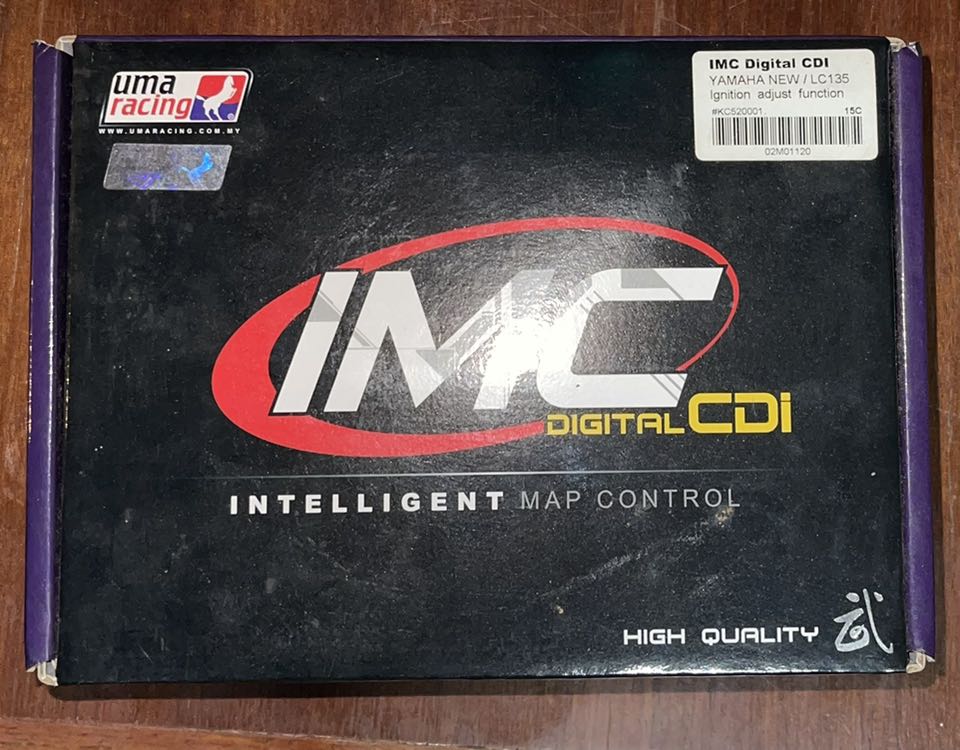 uma
racing
WWW.UMARACING.COM.MY
IMC Digital CDI
YAMAHA NEW / LC135
Ignition adjust function
#KC520001. 15C
02M01120
IMC
DIGITAL CDi
INTELLIGENT MAP CONTROL
HIGH QUALITY 武